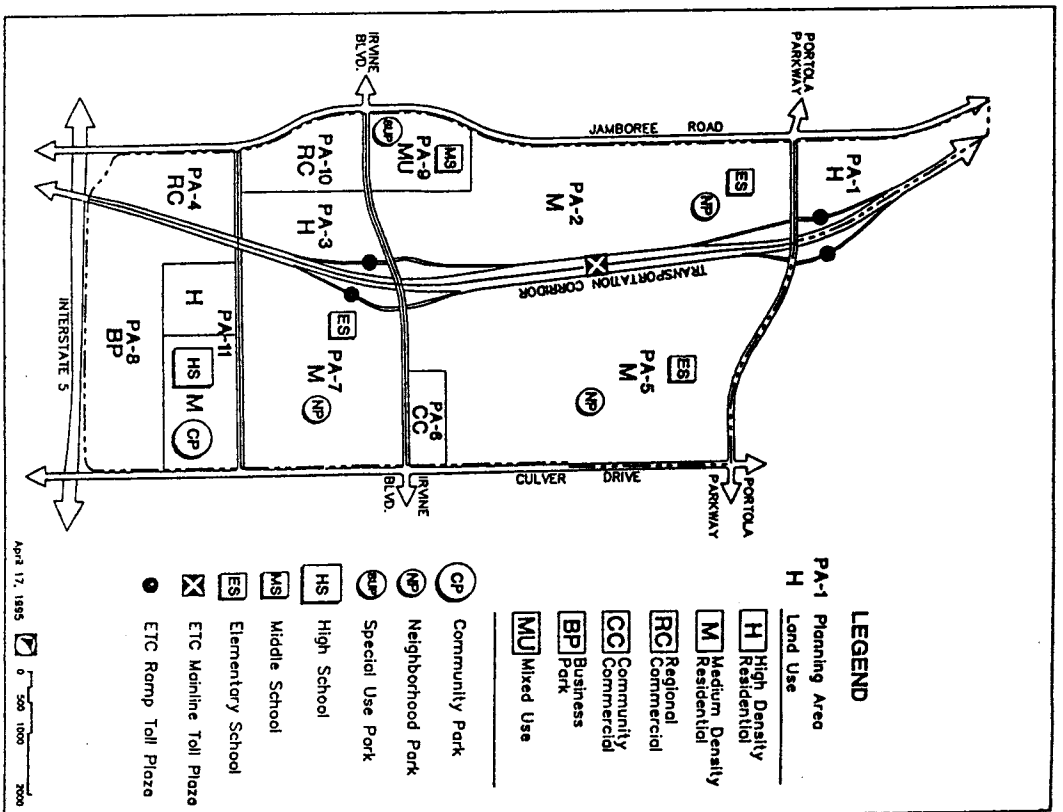 PORTOLA
PARKWAY
IRVINE
BLVD.
JAMBOREE ROAD
PA-1
H
ES
NP
PA-2
M
MS
PA-9
MU
SUP
PA-10
RC
PA-3
H
PA-4
RC
TRANSPORTATION CORRIDOR
ES
PA-5
M
NP
PA-6
CC
ES
PA-7
M
NP
PA-11
H
HS
M
CP
PA-8
BP
INTERSTATE 5
CULVER DRIVE
IRVINE
BLVD.
PORTOLA
PARKWAY
LEGEND
PA-1 Planning Area
H Land Use
H High Density
Residential
M Medium Density
Residential
RC Regional
Commercial
CC Community
Commercial
BP Business
Park
MU Mixed Use
CP Community Park
NP Neighborhood Park
SUP Special Use Park
HS High School
MS Middle School
ES Elementary School
ETC Mainline Toll Plaza
ETC Ramp Toll Plaza
April 17, 1995
0 500 1000 2000